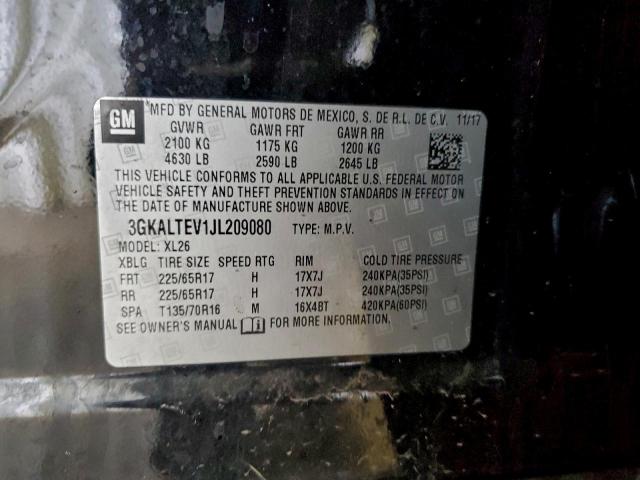 GM
MFD BY GENERAL MOTORS DE MEXICO, S. DE R.L. DE C.V. 11/17
GVWR GAWR FRT GAWR RR
2100 KG 1175 KG 1200 KG
4630 LB 2590 LB 2645 LB
THIS VEHICLE CONFORMS TO ALL APPLICABLE U.S. FEDERAL MOTOR
VEHICLE SAFETY AND THEFT PREVENTION STANDARDS IN EFFECT ON
THE DATE OF MANUFACTURE SHOWN ABOVE.
3GKALTEV1JL209080 TYPE: M.P.V.
MODEL: XL26
XBLG TIRE SIZE SPEED RTG RIM COLD TIRE PRESSURE
FRT 225/65R17 H 17X7J 240KPA(35PSI)
RR 225/65R17 H 17X7J 240KPA(35PSI)
SPA T135/70R16 M 16X4BT 420KPA(60PSI)
SEE OWNER'S MANUAL FOR MORE INFORMATION.